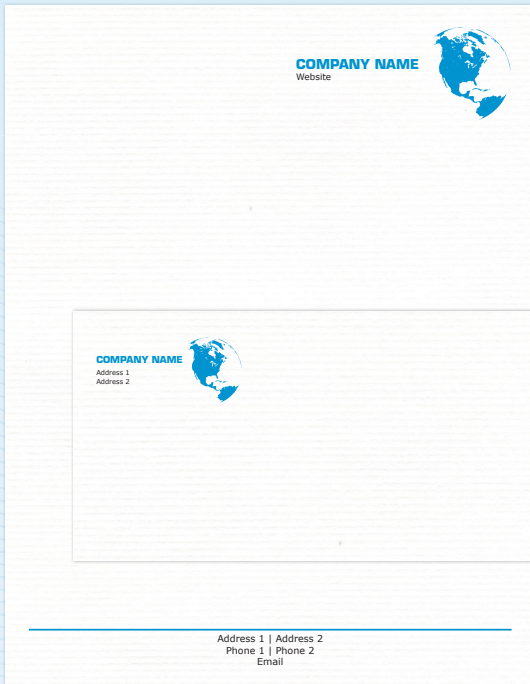 COMPANY NAME
Website
COMPANY NAME
Address 1
Address 2
Address 1 | Address 2
Phone 1 | Phone 2
Email